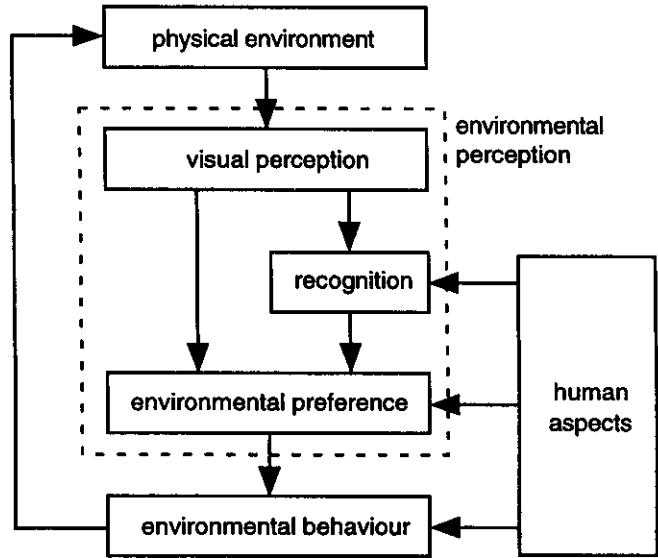 physical environment
environmental
perception
visual perception
recognition
human
aspects
environmental preference
environmental behaviour